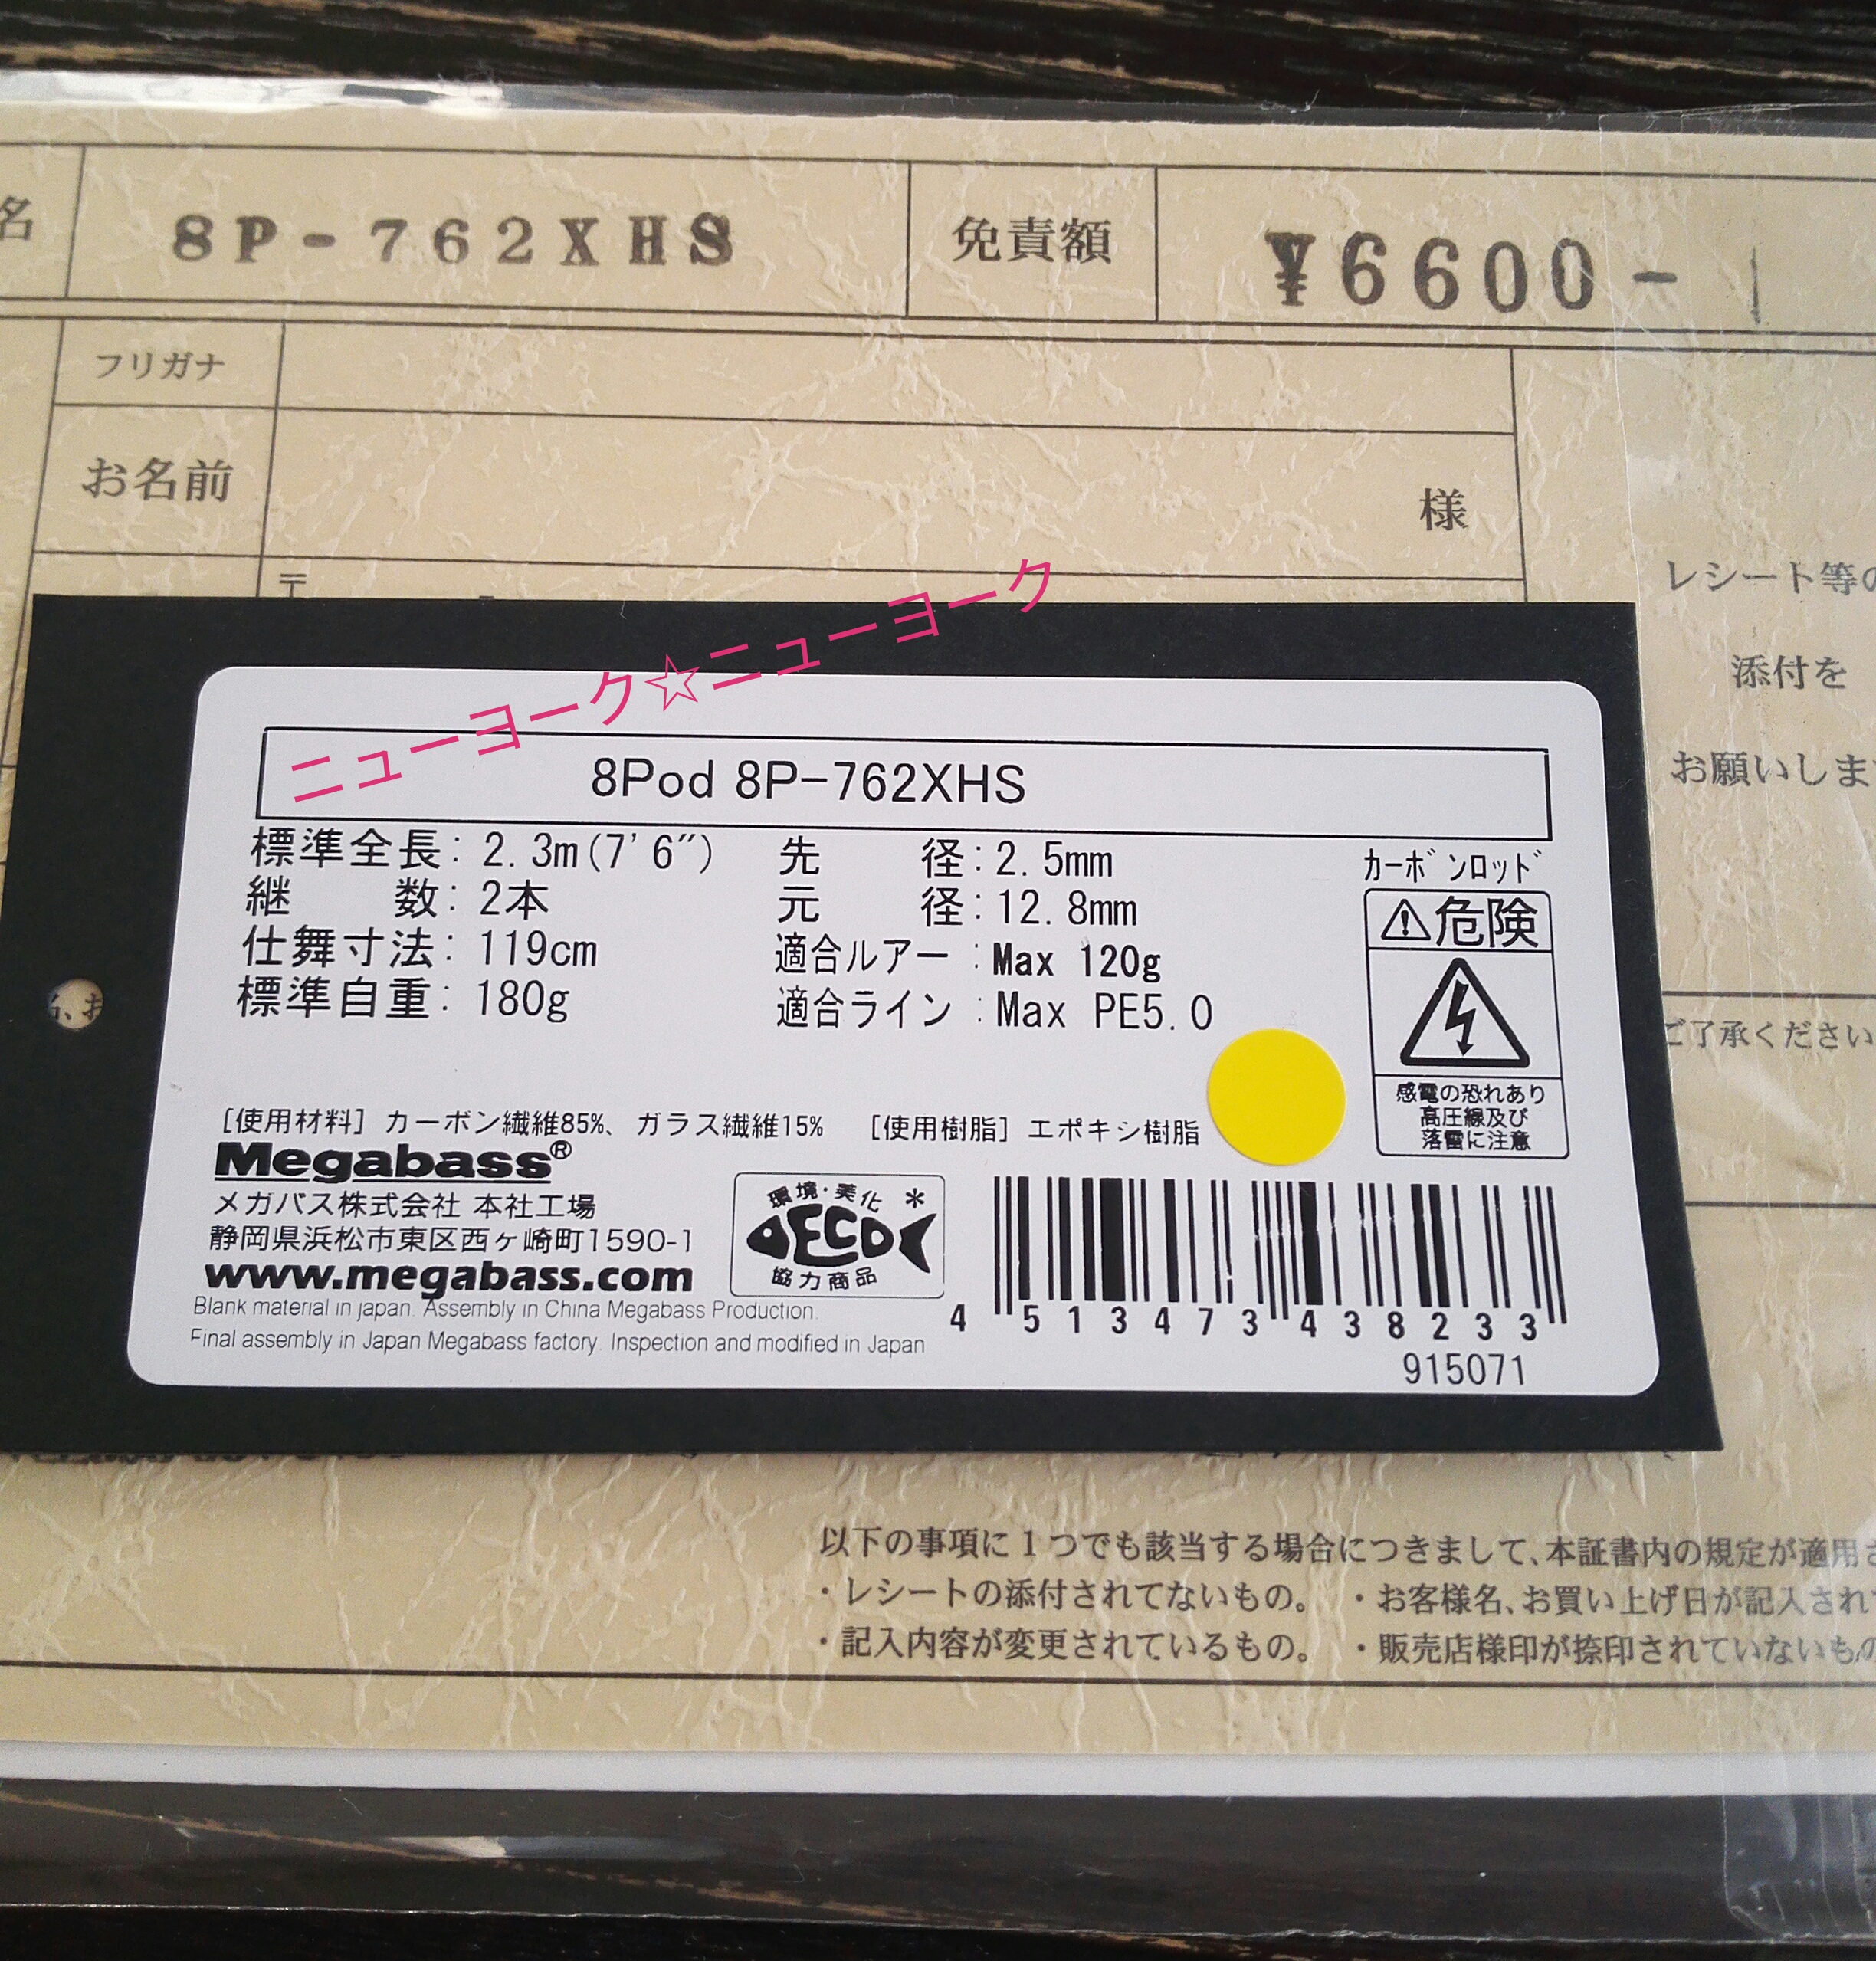 名 8P-762XHS 免責額 ¥6600-
フリガナ
お名前 様
〒 -
レシート等の
添付を
お願いしま
ニューヨーク☆ニューヨーク
8Pod 8P-762XHS
標準全長: 2.3m(7'6") 先 径:2.5mm
継 数: 2本 元 径:12.8mm
仕舞寸法: 119cm 適合ルアー:Max 120g
標準自重: 180g 適合ライン:Max PE5.0
カーボンロッド
⚠危険
感電の恐れあり
高圧線及び
落雷に注意
ご了承ください
[使用材料] カーボン繊維85%、ガラス繊維15% [使用樹脂] エポキシ樹脂
Megabass®
メガバス株式会社 本社工場
静岡県浜松市東区西ヶ崎町1590-1
www.megabass.com
Blank material in japan. Assembly in China Megabass Production.
Final assembly in Japan Megabass factory. Inspection and modified in Japan
環境・美化 *
ECO
協力商品
4 513473 438233
915071
以下の事項に1つでも該当する場合につきまして、本証書内の規定が適用さ
・レシートの添付されてないもの。 ・お客様名、お買い上げ日が記入されて
・記入内容が変更されているもの。 ・販売店様印が捺印されていないもの